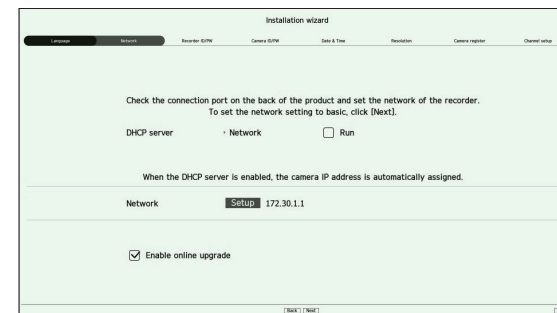 Installation wizard
Language Network Recorder ID/PW Camera ID/PW Date & Time Resolution Camera register Channel setup
Check the connection port on the back of the product and set the network of the recorder.
To set the network setting to basic, click [Next].
DHCP server › Network Run
When the DHCP server is enabled, the camera IP address is automatically assigned.
Network Setup 172.30.1.1
Enable online upgrade
Back Next